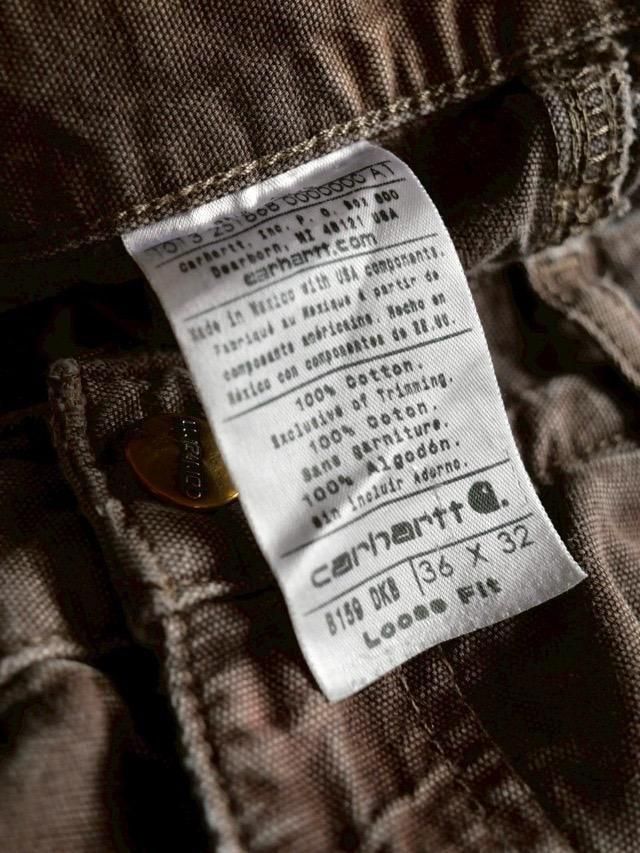 Carhartt, Inc. P. O. Box 600
Dearborn, MI 48121 USA
carhartt.com
Made in Mexico with USA components.
Fabriqué au Mexique à partir de
composants américains. Hecho en
México con componentes de EE.UU.
100% Cotton.
Exclusive of Trimming.
100% Coton.
Sans garniture.
100% Algodón.
Sin incluir Adorno.
carhartt
B159 DKB 36 X 32
Loose Fit
carhartt